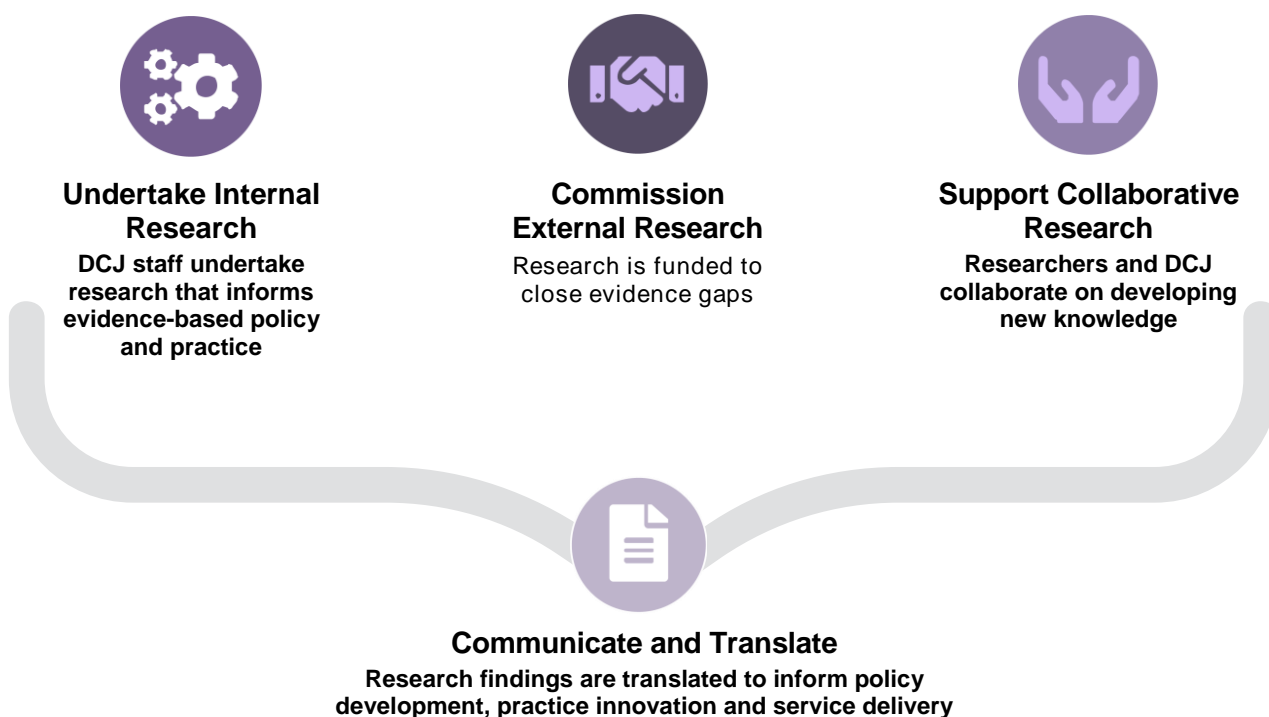 Undertake Internal
Research
DCJ staff undertake
research that informs
evidence-based policy
and practice
Commission
External Research
Research is funded to
close evidence gaps
Support Collaborative
Research
Researchers and DCJ
collaborate on developing
new knowledge
Communicate and Translate
Research findings are translated to inform policy
development, practice innovation and service delivery